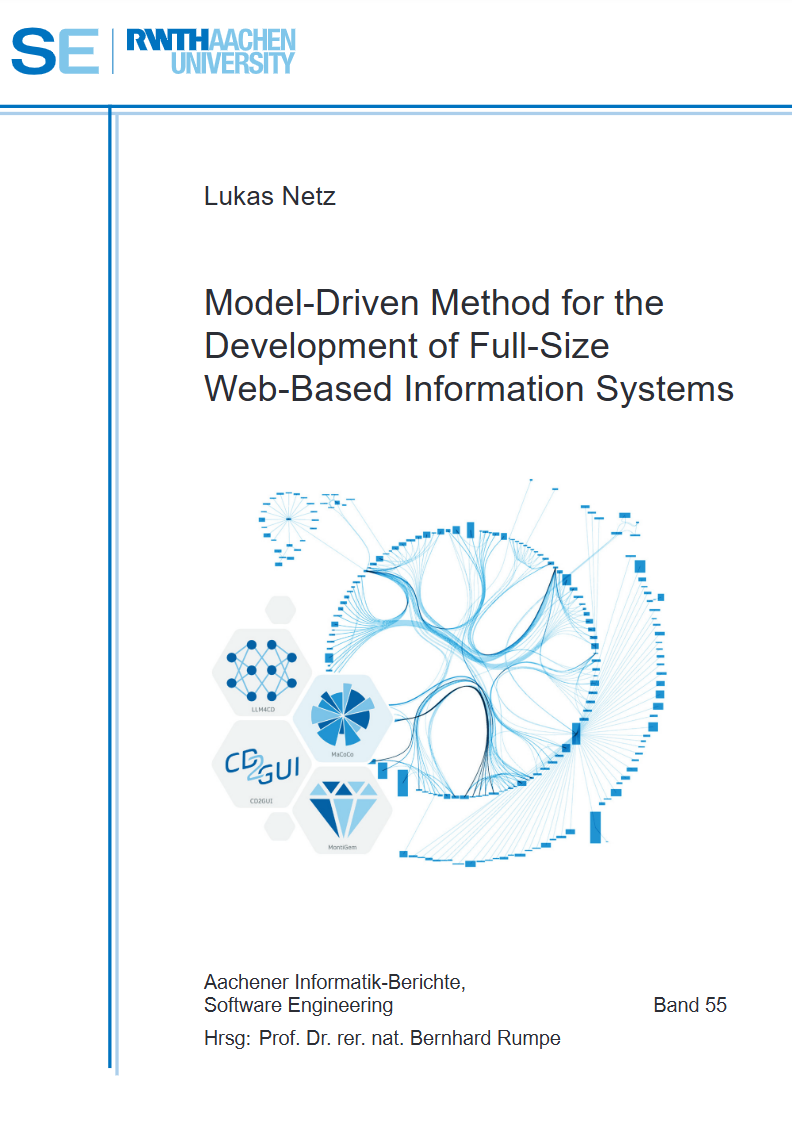 SE RWTHAACHEN
UNIVERSITY
Lukas Netz
Model-Driven Method for the
Development of Full-Size
Web-Based Information Systems
LLM4CD
MaCoCo
CD2GUI
CD2GUI
MontiGem
Aachener Informatik-Berichte,
Software Engineering Band 55
Hrsg: Prof. Dr. rer. nat. Bernhard Rumpe